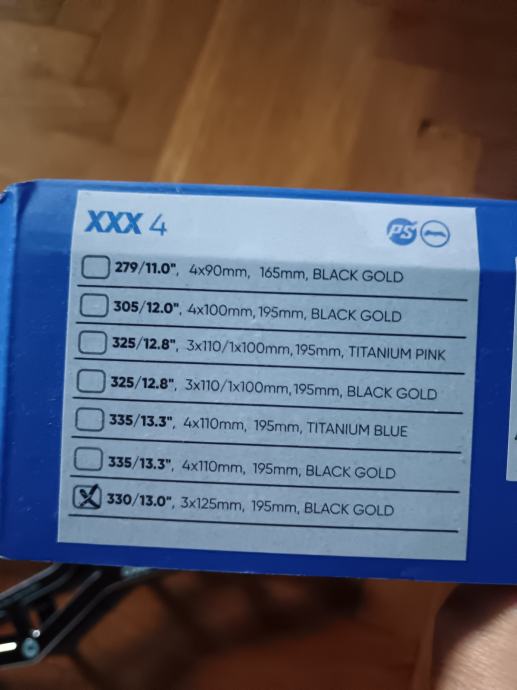 XXX 4 PS
279/11.0", 4x90mm, 165mm, BLACK GOLD
305/12.0", 4x100mm, 195mm, BLACK GOLD
325/12.8", 3x110/1x100mm, 195mm, TITANIUM PINK
325/12.8", 3x110/1x100mm, 195mm, BLACK GOLD
335/13.3", 4x110mm, 195mm, TITANIUM BLUE
335/13.3", 4x110mm, 195mm, BLACK GOLD
330/13.0", 3x125mm, 195mm, BLACK GOLD